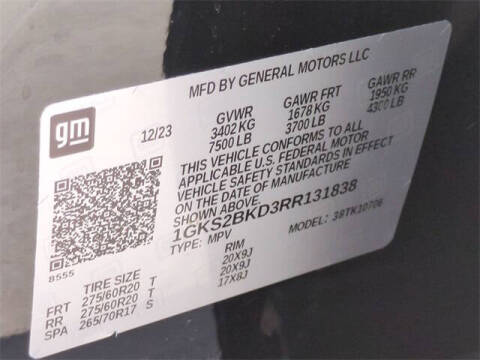 MFD BY GENERAL MOTORS LLC
gm
12/23
GVWR GAWR FRT GAWR RR
3402 KG 1678 KG 1950 KG
7500 LB 3700 LB 4300 LB
THIS VEHICLE CONFORMS TO ALL
APPLICABLE U.S. FEDERAL MOTOR
VEHICLE SAFETY STANDARDS IN EFFECT
ON THE DATE OF MANUFACTURE
SHOWN ABOVE.
1GKS2BKD3RR131838
TYPE: MPV MODEL: 38TK10706
8555
TIRE SIZE RIM
FRT 275/60R20 T 20X9J
RR 275/60R20 T 20X9J
SPA 265/70R17 S 17X8J